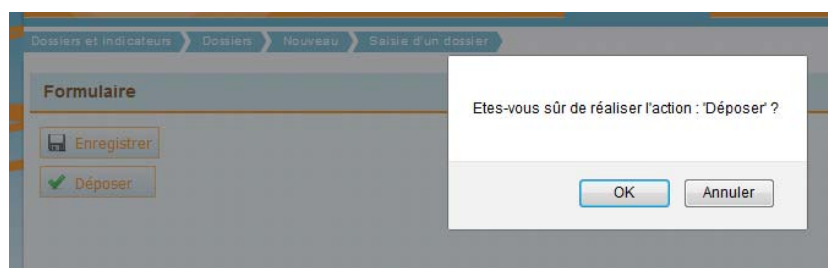 Dossiers et indicateurs Dossiers Nouveau Saisie d'un dossier
Formulaire
Etes-vous sûr de réaliser l'action : 'Déposer' ?
Enregistrer
Déposer
OK Annuler